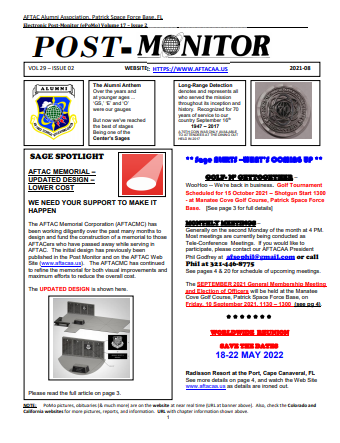 AFTAC Alumni Association, Patrick Space Force Base, FL
Electronic Post-Monitor (ePoMo) Volume 17 – Issue 2
POST-MONITOR
VOL 29 – ISSUE 02 WEBSITE: HTTPS://WWW.AFTACAA.US 2021-08
ALUMNI
The Alumni Anthem
Over the years and
at younger ages ...
'GS, 'E' and 'O'
were our gauges
But now we've reached
the best of stages
Being one of the
Center's Sages
Long-Range Detection
denotes and represents all
who served the mission
throughout its inception and
history. Recognized for 70
years of service to our
country September 16th
1947 – 2017
SAGE SPOTLIGHT
AFTAC MEMORIAL –
UPDATED DESIGN –
LOWER COST
WE NEED YOUR SUPPORT TO MAKE IT
HAPPEN
The AFTAC Memorial Corporation (AFTACMC) has
been working diligently over the past many months to
design and fund the construction of a memorial to those
AFTACers who have passed away while serving in
AFTAC. The initial design has previously been
published in the Post Monitor and on the AFTAC Web
Site (www.aftacaa.us). The AFTACMC has continued
to refine the memorial for both visual improvements and
maximum efforts to reduce the overall cost.
The UPDATED DESIGN is shown here.
Please read the full article on page 3.
** Sage ALERTS –WHAT'S COMING UP **
GOLF N' GETTOGETHER –
WooHoo – We're back in business. Golf Tournament
Scheduled for 15 October 2021 – Shotgun Start 1300
- at Manatee Cove Golf Course, Patrick Space Force
Base. [See page 3 for full details]
MONTHLY MEETINGS –
Generally on the second Monday of the month at 4 PM.
Most meetings are currently being conducted as
Tele-Conference Meetings. If you would like to
participate, please contact our AFTACAA President
Phil Godfrey at afsophil@gmail.com or call
Phil at 321-446-8775
See pages 4 & 20 for schedule of upcoming meetings.
The SEPTEMBER 2021 General Membership Meeting
and Election of Officers will be held at the Manatee
Cove Golf Course, Patrick Space Force Base, on
Friday, 10 September 2021, 1130 – 1300 (see pg 4)
* * * * * * *
WORLDWIDE REUNION
SAVE THE DATES
18-22 MAY 2022
Radisson Resort at the Port, Cape Canaveral, FL
See more details on page 4, and watch the Web Site
www.aftacaa.us as details are ironed out.
NOTE: PoMo pictures, obituaries (& much more) are on the website at near real time (URL at banner above). Also, check the Colorado and
California websites for more pictures, reports, and information. URL with chapter information shown above.
1